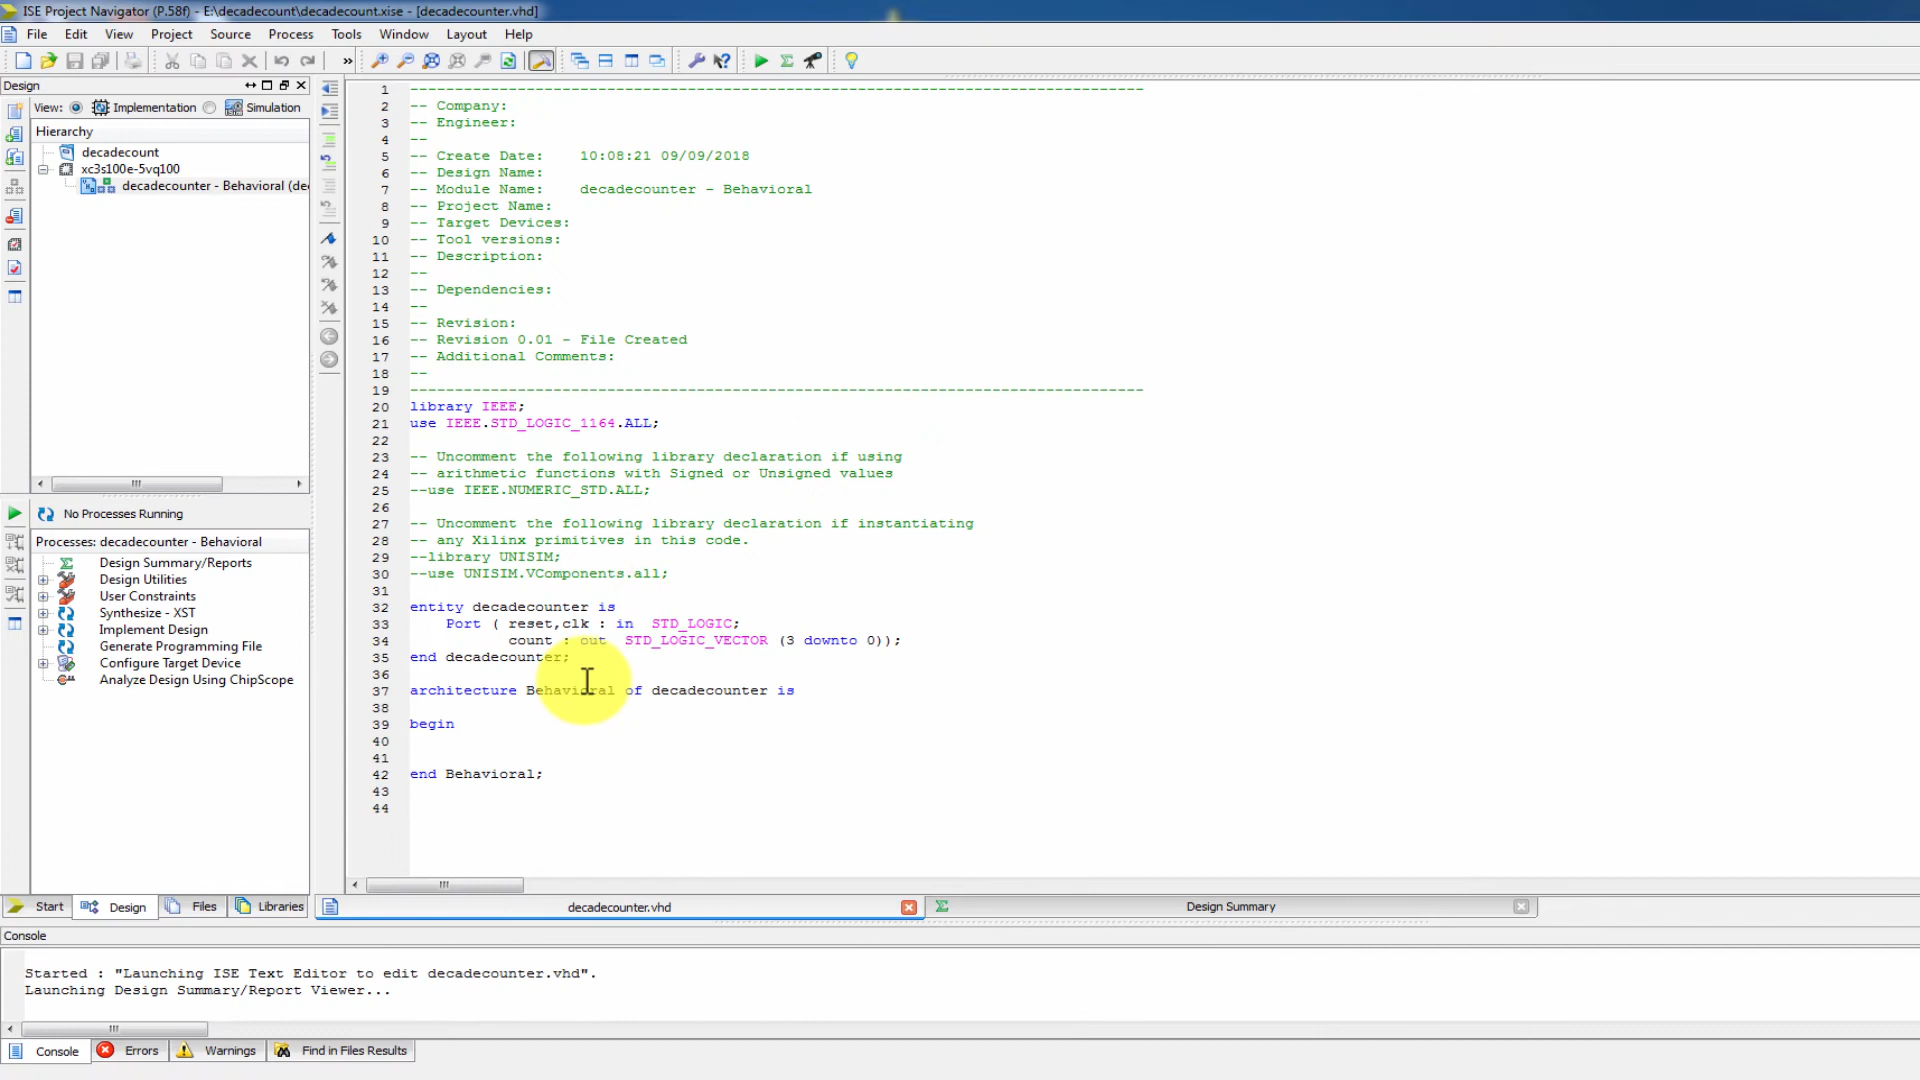 ISE Project Navigator (P.58f) - E:\decadecount\decadecount.xise - [decadecounter.vhd]
File Edit View Project Source Process Tools Window Layout Help
»
Design
View: Implementation Simulation
Hierarchy
decadecount
xc3s100e-5vq100
decadecounter - Behavioral (dec
No Processes Running
Processes: decadecounter - Behavioral
Design Summary/Reports
Design Utilities
User Constraints
Synthesize - XST
Implement Design
Generate Programming File
Configure Target Device
Analyze Design Using ChipScope
Start Design Files Libraries
1 --------------------------------------------------------------------------------
2 -- Company:
3 -- Engineer:
4 --
5 -- Create Date:    10:08:21 09/09/2018
6 -- Design Name:
7 -- Module Name:    decadecounter - Behavioral
8 -- Project Name:
9 -- Target Devices:
10 -- Tool versions:
11 -- Description:
12 --
13 -- Dependencies:
14 --
15 -- Revision:
16 -- Revision 0.01 - File Created
17 -- Additional Comments:
18 --
19 --------------------------------------------------------------------------------
20 library IEEE;
21 use IEEE.STD_LOGIC_1164.ALL;
22
23 -- Uncomment the following library declaration if using
24 -- arithmetic functions with Signed or Unsigned values
25 --use IEEE.NUMERIC_STD.ALL;
26
27 -- Uncomment the following library declaration if instantiating
28 -- any Xilinx primitives in this code.
29 --library UNISIM;
30 --use UNISIM.VComponents.all;
31
32 entity decadecounter is
33     Port ( reset,clk : in  STD_LOGIC;
34            count : out  STD_LOGIC_VECTOR (3 downto 0));
35 end decadecounter;
36
37 architecture Behavioral of decadecounter is
38
39 begin
40
41
42 end Behavioral;
43
44
decadecounter.vhd Design Summary
Console
Started : "Launching ISE Text Editor to edit decadecounter.vhd".
Launching Design Summary/Report Viewer...
Console Errors Warnings Find in Files Results